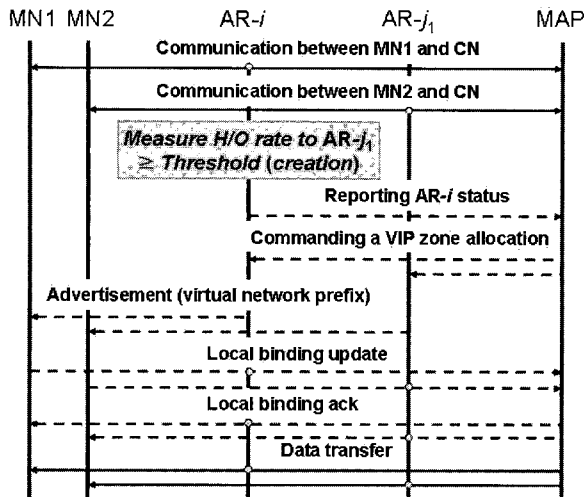 MN1 MN2 AR-i AR-j1 MAP
Communication between MN1 and CN
Communication between MN2 and CN
Measure H/O rate to AR-j1
≥ Threshold (creation)
Reporting AR-i status
Commanding a VIP zone allocation
Advertisement (virtual network prefix)
Local binding update
Local binding ack
Data transfer